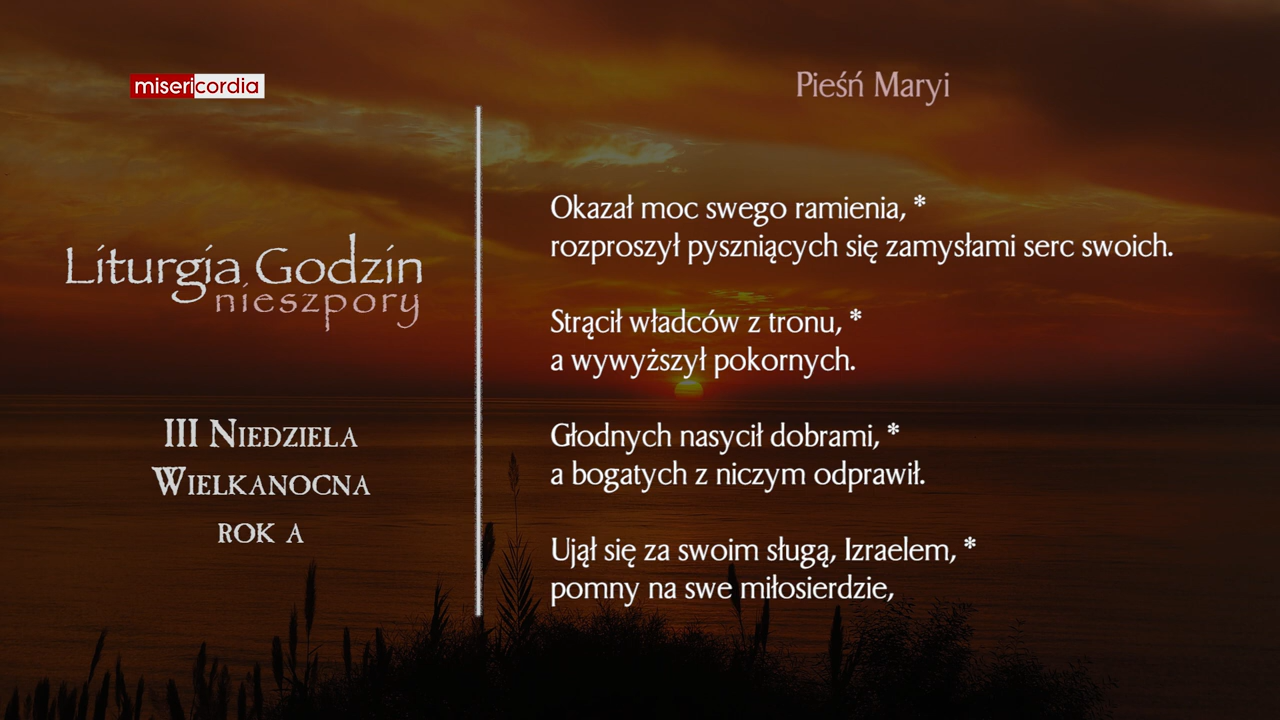 misericordia
Liturgia Godzin
nieszpory
III Niedziela
Wielkanocna
rok A
Pieśń Maryi
Okazał moc swego ramienia, *
rozproszył pyszniących się zamysłami serc swoich.
Strącił władców z tronu, *
a wywyższył pokornych.
Głodnych nasycił dobrami, *
a bogatych z niczym odprawił.
Ujął się za swoim sługą, Izraelem, *
pomny na swe miłosierdzie,